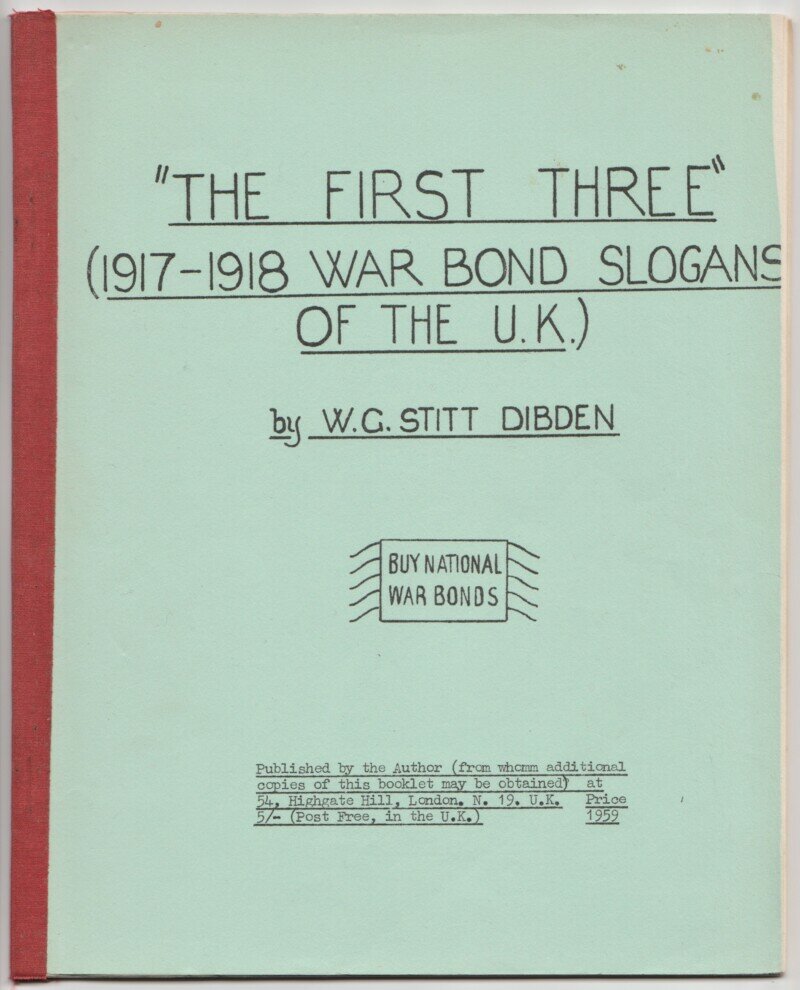 "THE FIRST THREE"
(1917-1918 WAR BOND SLOGANS
OF THE U.K.)
by W.G. STITT DIBDEN
BUY NATIONAL
WAR BONDS
Published by the Author (from whomm additional
copies of this booklet may be obtained) at
54, Highgate Hill, London. N. 19. U.K. Price
5/- (Post Free, in the U.K.) 1959